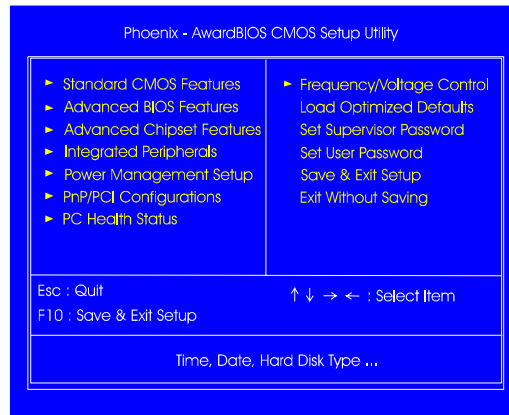 Phoenix - AwardBIOS CMOS Setup Utility
► Standard CMOS Features
► Advanced BIOS Features
► Advanced Chipset Features
► Integrated Peripherals
► Power Management Setup
► PnP/PCI Configurations
► PC Health Status
► Frequency/Voltage Control
Load Optimized Defaults
Set Supervisor Password
Set User Password
Save & Exit Setup
Exit Without Saving
Esc : Quit
F10 : Save & Exit Setup
↑ ↓ → ← : Select Item
Time, Date, Hard Disk Type ...